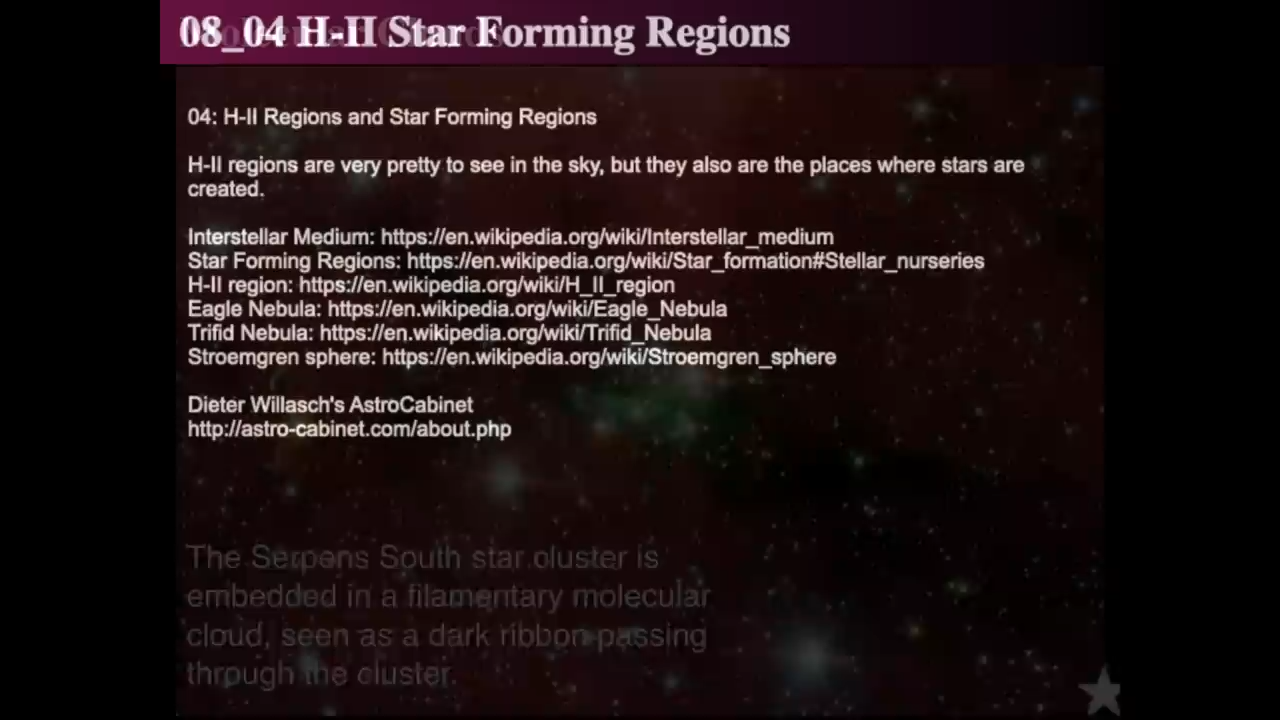 08_04 H-II Star Forming Regions
04: H-II Regions and Star Forming Regions
H-II regions are very pretty to see in the sky, but they also are the places where stars are
created.
Interstellar Medium: https://en.wikipedia.org/wiki/Interstellar_medium
Star Forming Regions: https://en.wikipedia.org/wiki/Star_formation#Stellar_nurseries
H-II region: https://en.wikipedia.org/wiki/H_II_region
Eagle Nebula: https://en.wikipedia.org/wiki/Eagle_Nebula
Trifid Nebula: https://en.wikipedia.org/wiki/Trifid_Nebula
Stroemgren sphere: https://en.wikipedia.org/wiki/Stroemgren_sphere
Dieter Willasch's AstroCabinet
http://astro-cabinet.com/about.php
The Serpens South star cluster is
embedded in a filamentary molecular
cloud, seen as a dark ribbon passing
through the cluster.